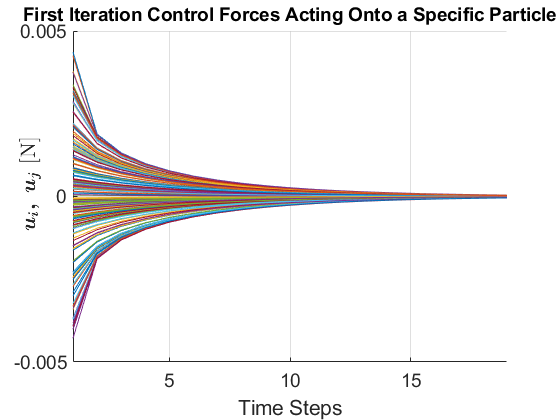 First Iteration Control Forces Acting Onto a Specific Particle
0.005
0
-0.005
u_i, u_j [N]
5 10 15
Time Steps